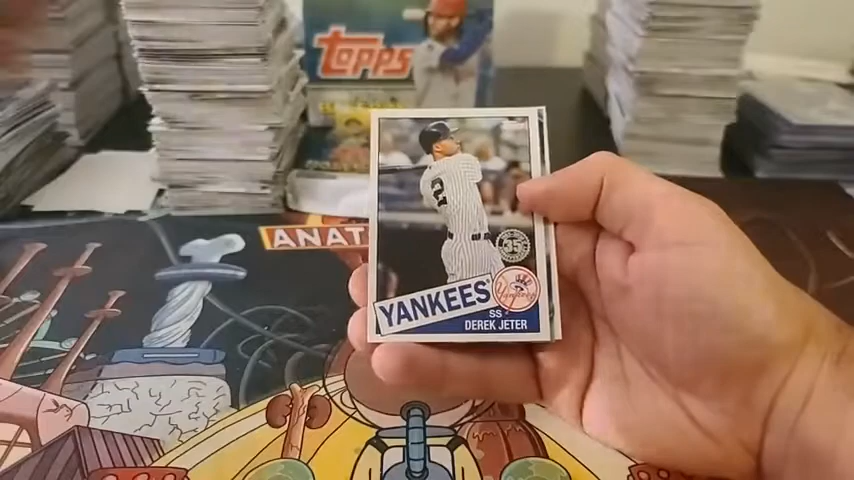 TOPPS
2
35
YANKEES
Yankees
SS
DEREK JETER
ANAT